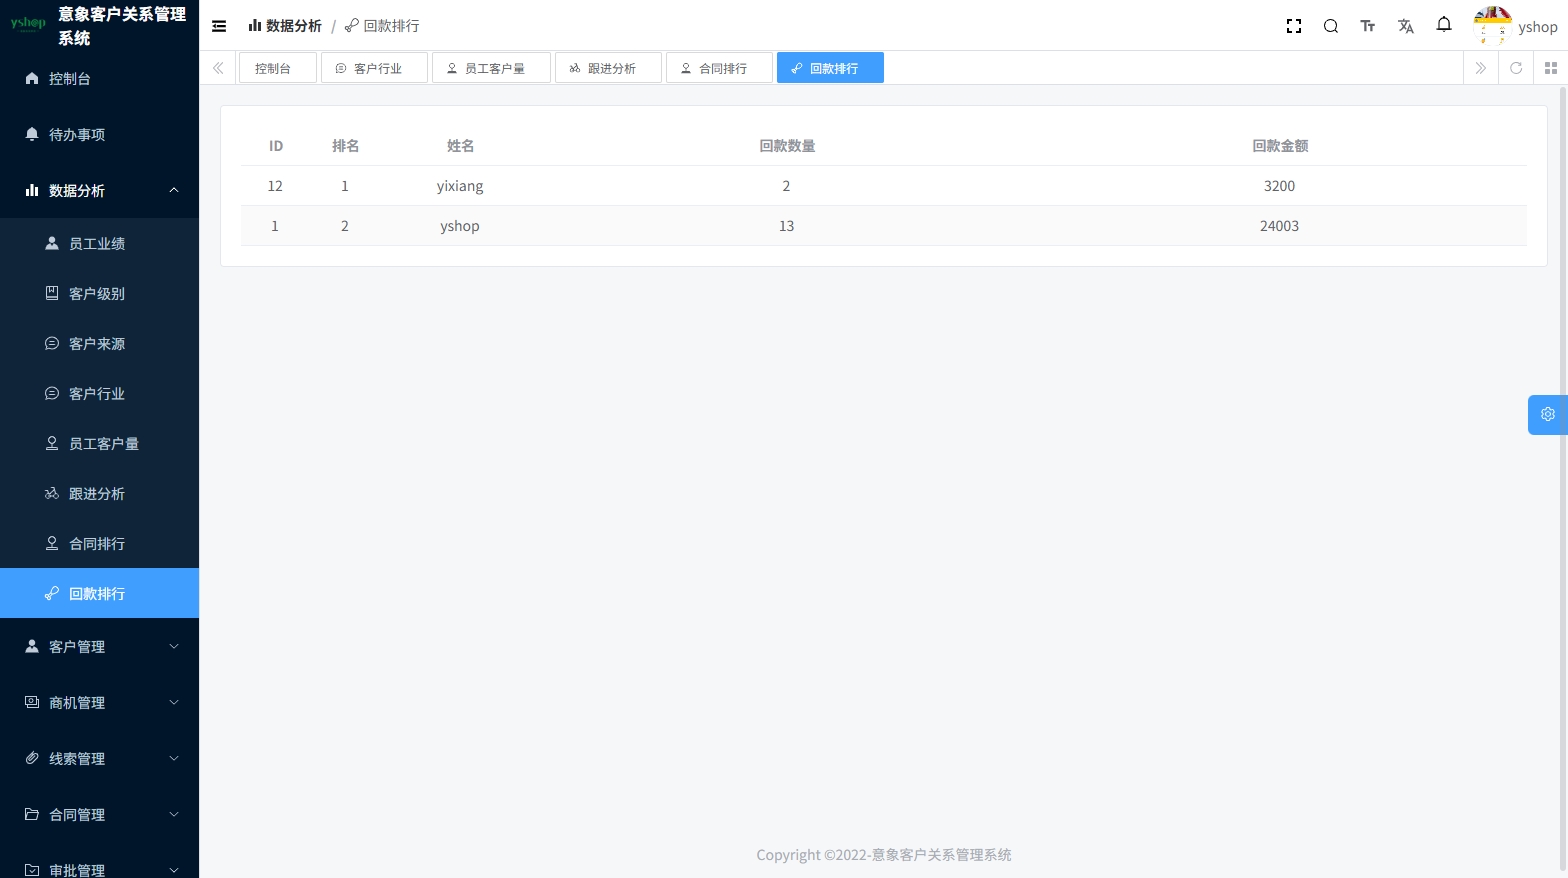 yshop
意象客户关系管理
系统
控制台
待办事项
数据分析
员工业绩
客户级别
客户来源
客户行业
员工客户量
跟进分析
合同排行
回款排行
客户管理
商机管理
线索管理
合同管理
审批管理
数据分析 / 回款排行
yshop
控制台 客户行业 员工客户量 跟进分析 合同排行 回款排行
ID 排名 姓名 回款数量 回款金额
12 1 yixiang 2 3200
1 2 yshop 13 24003
Copyright ©2022-意象客户关系管理系统